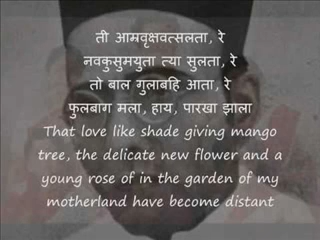 ती आम्रवृक्षवत्सलता, रे
नवकुसुमयुता त्या सुलता, रे
तो बाल गुलाबहि आता, रे
फुलबाग मला, हाय, पारखा झाला
That love like shade giving mango
tree, the delicate new flower and a
young rose of in the garden of my
motherland have become distant